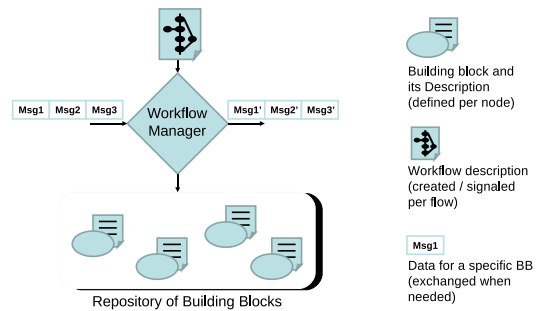 Msg1 Msg2 Msg3
Workflow
Manager
Msg1' Msg2' Msg3'
Repository of Building Blocks
Building block and
its Description
(defined per node)
Workflow description
(created / signaled
per flow)
Msg1
Data for a specific BB
(exchanged when
needed)